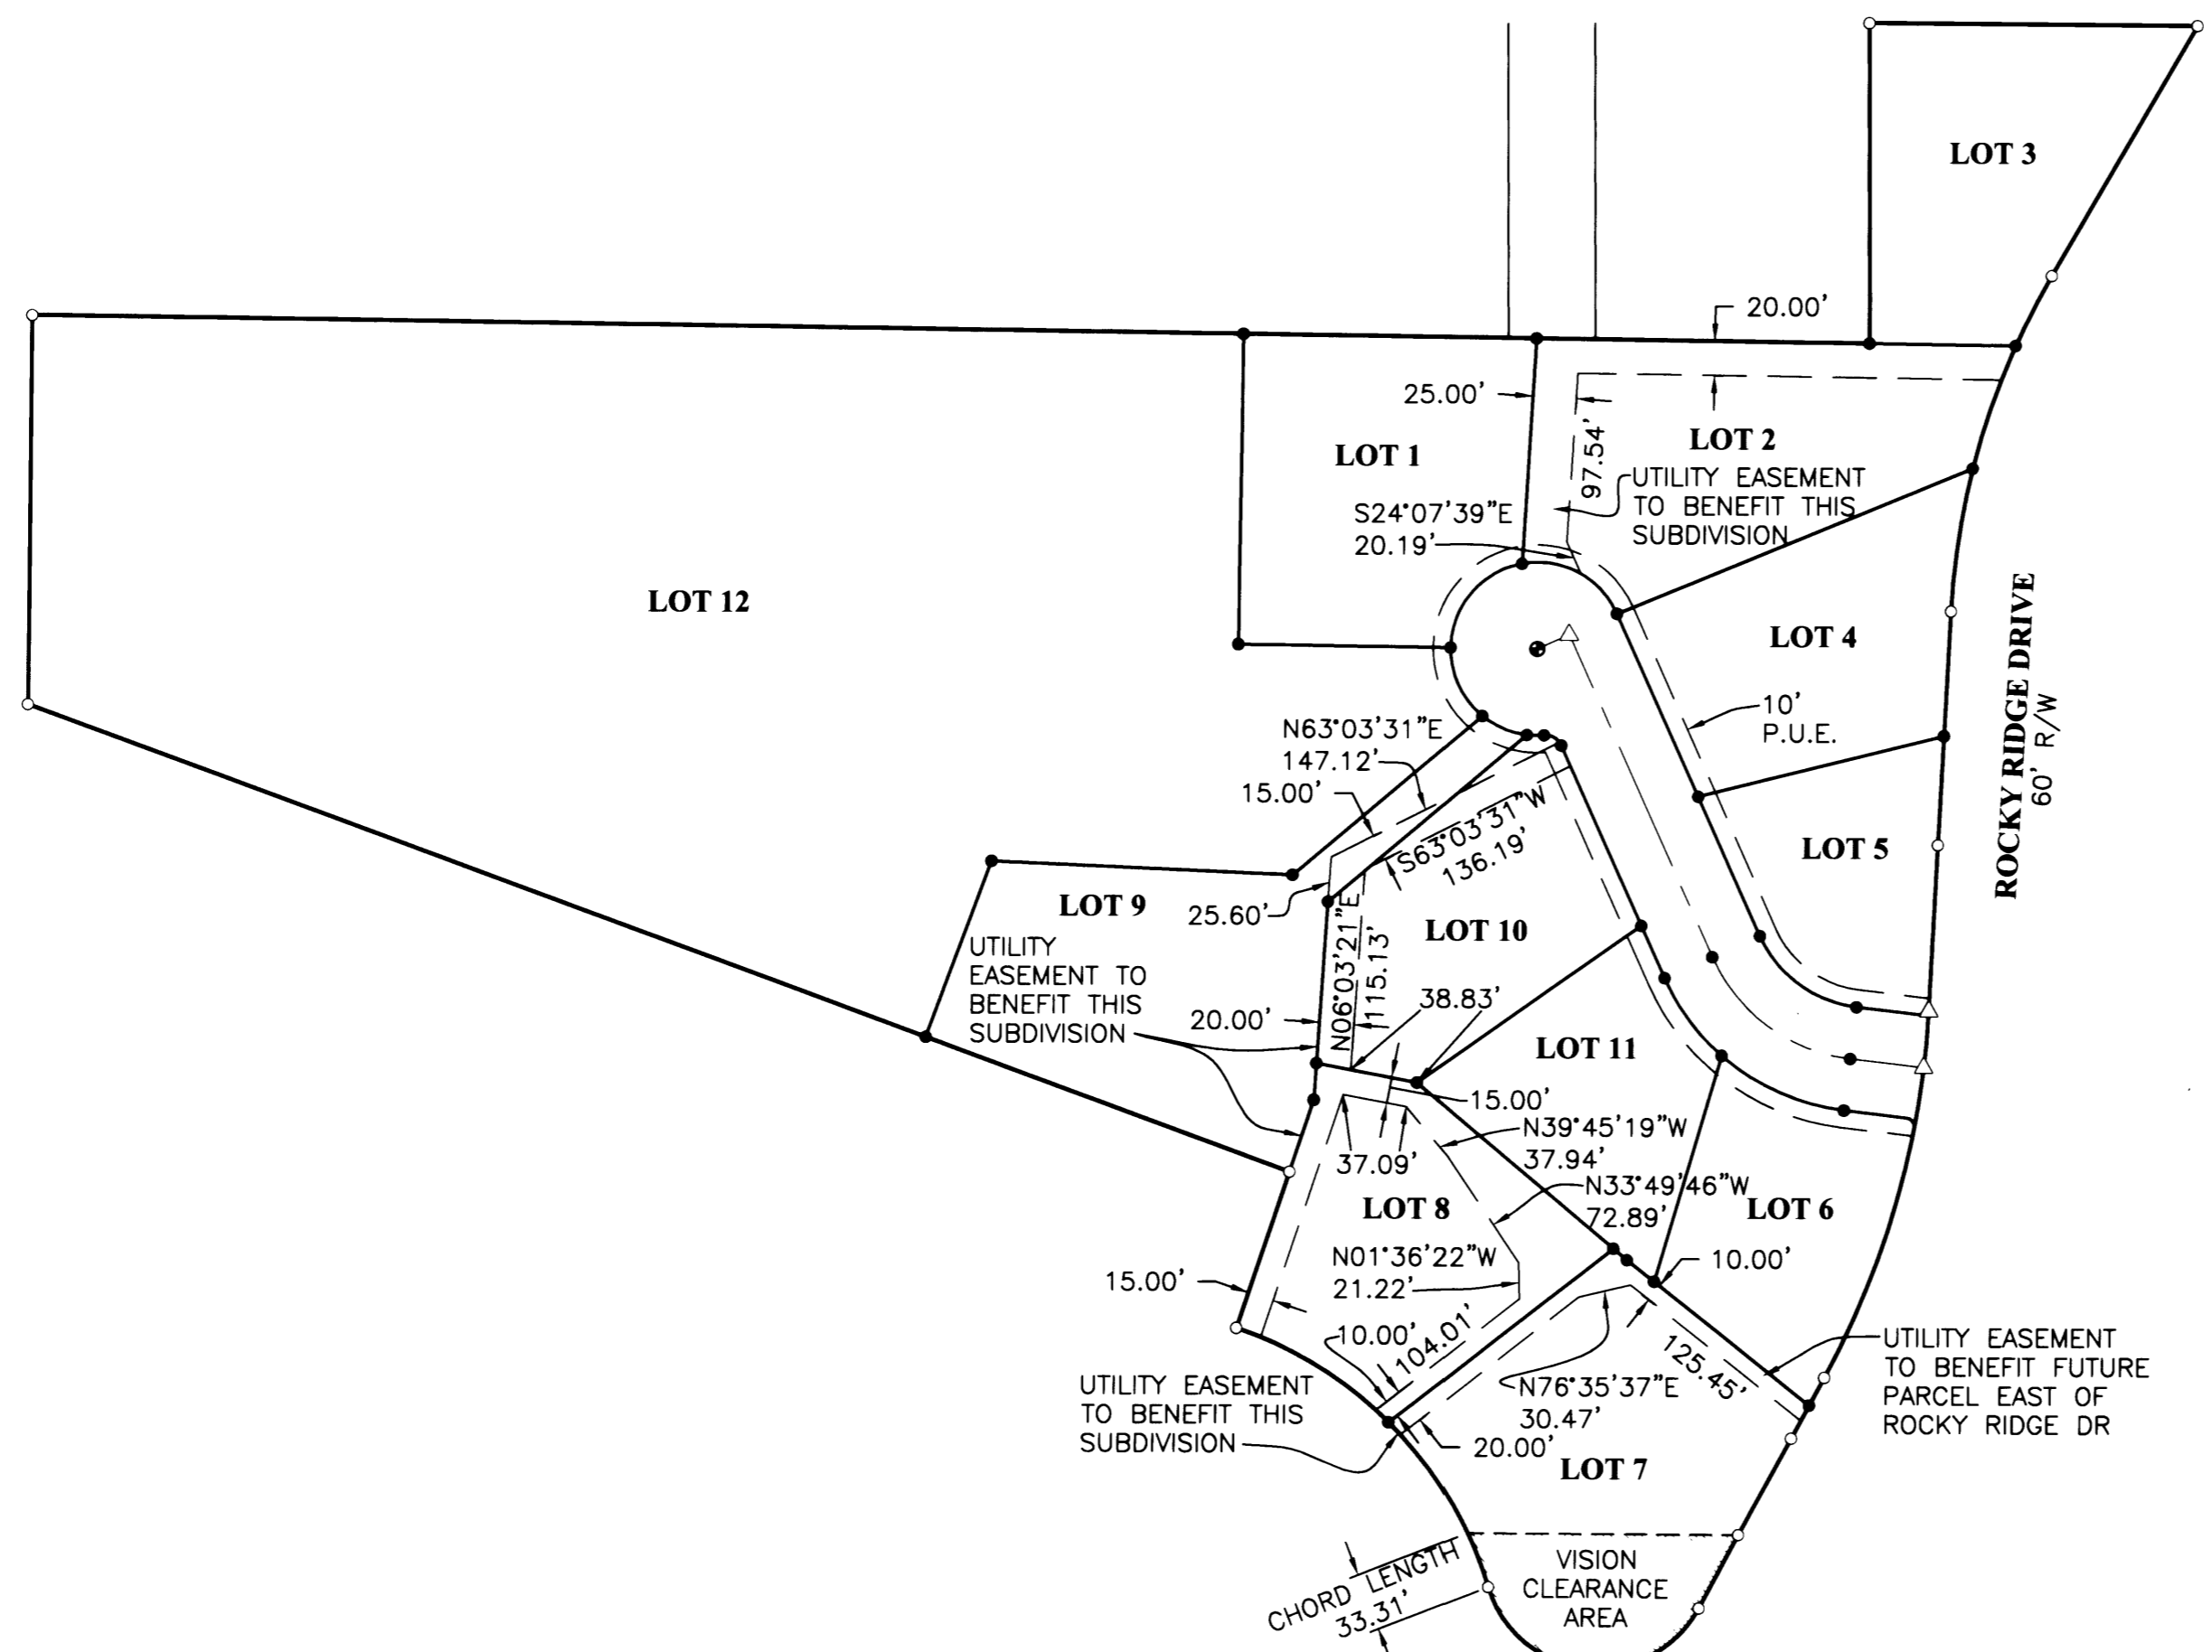 LOT 3
20.00'
25.00'
LOT 1
97.54'
LOT 2
UTILITY EASEMENT
TO BENEFIT THIS
SUBDIVISION
S24°07'39"E
20.19'
LOT 12
LOT 4
ROCKY RIDGE DRIVE
60' R/W
10'
P.U.E.
N63°03'31"E
147.12'
15.00'
S63°03'31"W
136.19'
LOT 5
LOT 9
25.60'
LOT 10
N06°03'21"E
115.13'
UTILITY
EASEMENT TO
BENEFIT THIS
SUBDIVISION
20.00'
38.83'
LOT 11
15.00'
N39°45'19"W
37.94'
37.09'
N33°49'46"W
72.89'
LOT 8
LOT 6
N01°36'22"W
21.22'
10.00'
15.00'
10.00'
104.01'
125.45'
UTILITY EASEMENT
TO BENEFIT FUTURE
PARCEL EAST OF
ROCKY RIDGE DR
UTILITY EASEMENT
TO BENEFIT THIS
SUBDIVISION
N76°35'37"E
30.47'
20.00'
LOT 7
CHORD LENGTH
33.31'
VISION
CLEARANCE
AREA